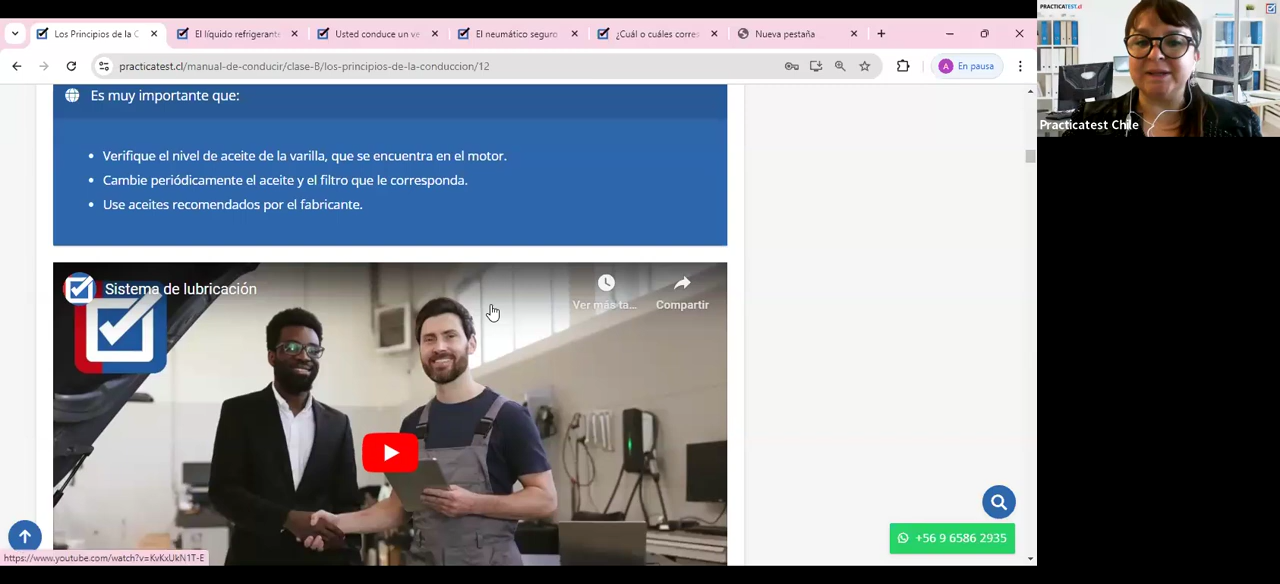 Los Principios de la C
El líquido refrigerante
Usted conduce un ve
El neumático seguro
¿Cuál o cuáles corres
Nueva pestaña
practicatest.cl/manual-de-conducir/clase-B/los-principios-de-la-conduccion/12
A
En pausa
PRACTICATEST.cl
Practicatest Chile
Es muy importante que:
• Verifique el nivel de aceite de la varilla, que se encuentra en el motor.
• Cambie periódicamente el aceite y el filtro que le corresponda.
• Use aceites recomendados por el fabricante.
Sistema de lubricación
Ver más ta...
Compartir
+56 9 6586 2935
https://www.youtube.com/watch?v=KvKxUkN1T-E